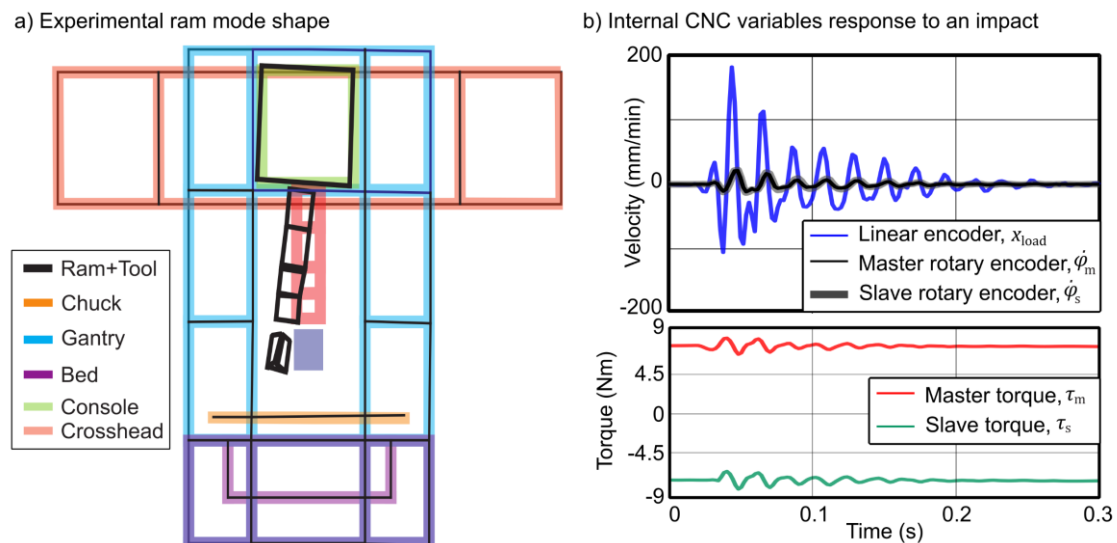 a) Experimental ram mode shape
Ram+Tool
Chuck
Gantry
Bed
Console
Crosshead
b) Internal CNC variables response to an impact
Velocity (mm/min)
200
0
-200
Linear encoder, x_load
Master rotary encoder, φ̇_m
Slave rotary encoder, φ̇_s
Torque (Nm)
9
4.5
0
-4.5
-9
Master torque, τ_m
Slave torque, τ_s
0 0.1 0.2 0.3
Time (s)